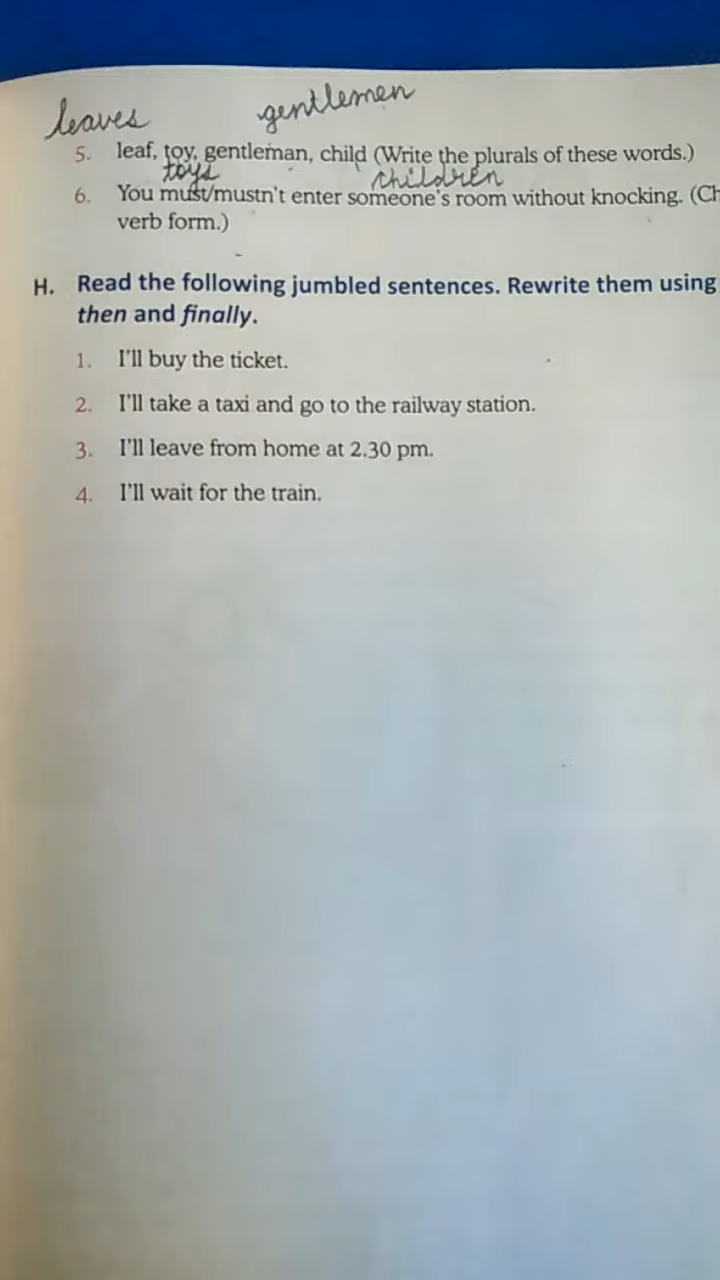 leaves gentlemen
5. leaf, toy, gentleman, child (Write the plurals of these words.)
toys children
6. You must/mustn't enter someone's room without knocking. (Ch
verb form.)
H. Read the following jumbled sentences. Rewrite them using
then and finally.
1. I'll buy the ticket.
2. I'll take a taxi and go to the railway station.
3. I'll leave from home at 2.30 pm.
4. I'll wait for the train.